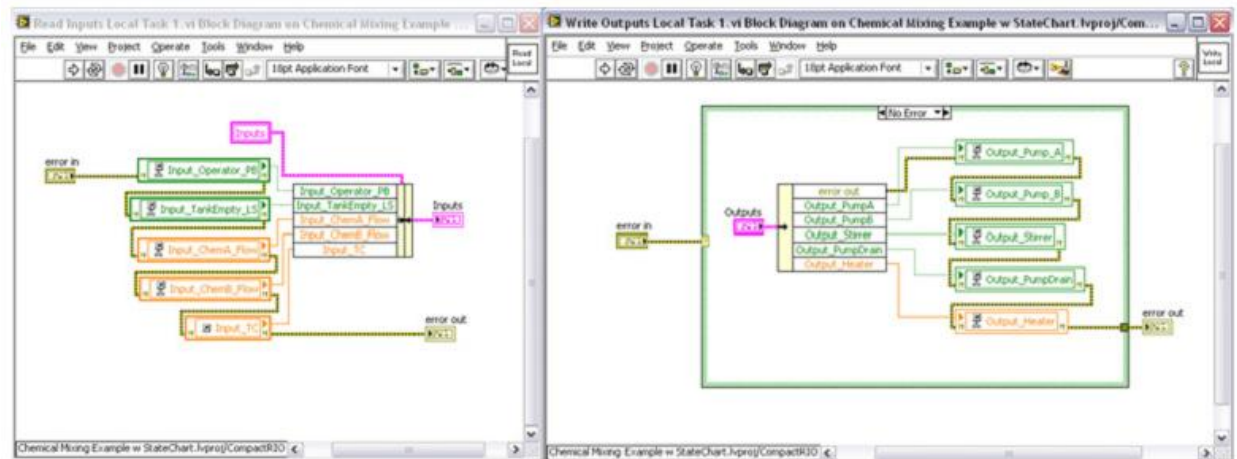 Read Inputs Local Task 1. vi Block Diagram on Chemical Mixing Example ...
File Edit View Project Operate Tools Window Help
Read
Local
18pt Application Font
Inputs
error in
Input_Operator_PB
Input_TankEmpty_LS
Input_ChemA_Flow
Input_ChemB_Flow
Input_TC
Input_Operator_PB
Input_TankEmpty_LS
Input_ChemA_Flow
Input_ChemB_Flow
Input_TC
Inputs
error out
Chemical Mixing Example w StateChart.lvproj/CompactRIO
Write Outputs Local Task 1. vi Block Diagram on Chemical Mixing Example w StateChart.lvproj/Com...
File Edit View Project Operate Tools Window Help
Write
Local
18pt Application Font
No Error
error in
Outputs
error out
Output_PumpA
Output_PumpB
Output_Stirrer
Output_PumpDrain
Output_Heater
Output_Pump_A
Output_Pump_B
Output_Stirrer
Output_PumpDrain
Output_Heater
error out
Chemical Mixing Example w StateChart.lvproj/CompactRIO